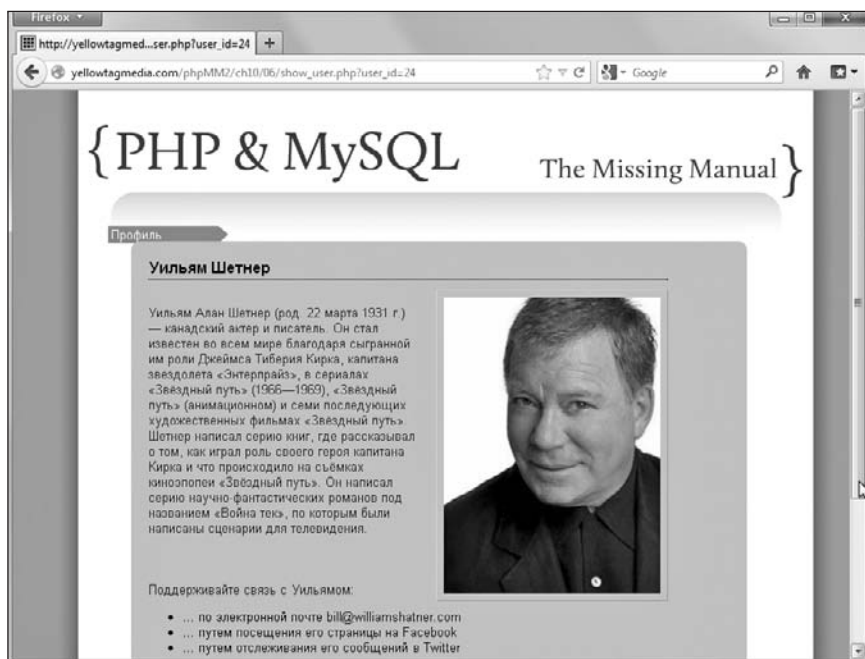 Firefox
http://yellowtagmed...ser.php?user_id=24 +
yellowtagmedia.com/phpMM2/ch10/06/show_user.php?user_id=24
Google
{PHP & MySQL
The Missing Manual}
Профиль
Уильям Шетнер
Уильям Алан Шетнер (род. 22 марта 1931 г.)
— канадский актер и писатель. Он стал
известен во всем мире благодаря сыгранной
им роли Джеймса Тиберия Кирка, капитана
звездолета «Энтерпрайз», в сериалах
«Звёздный путь» (1966—1969), «Звёздный
путь» (анимационном) и семи последующих
художественных фильмах «Звёздный путь».
Шетнер написал серию книг, где рассказывал
о том, как играл роль своего героя капитана
Кирка и что происходило на съёмках
киноэпопеи «Звёздный путь». Он написал
серию научно-фантастических романов под
названием «Война тек», по которым были
написаны сценарии для телевидения.
Поддерживайте связь с Уильямом:
• ... по электронной почте bill@williamshatner.com
• ... путем посещения его страницы на Facebook
• ... путем отслеживания его сообщений в Twitter